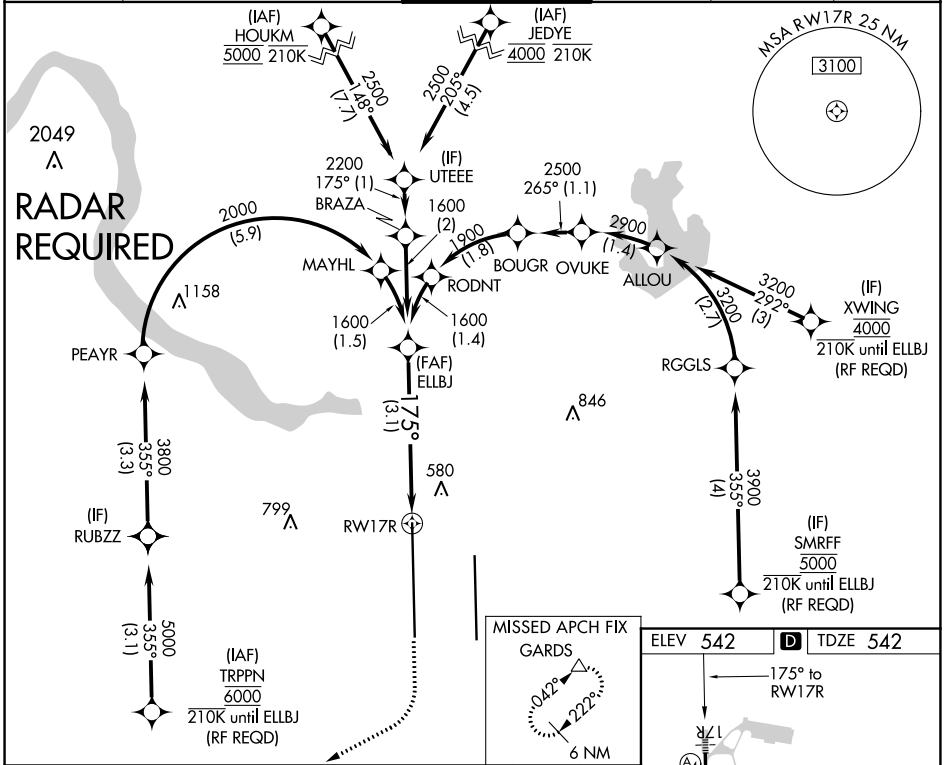 (IAF)
HOUKM
5000 210K
(IAF)
JEDYE
4000 210K
MSA RW17R 25 NM
3100
2500
148°
(7.7)
2500
205°
(4.5)
2049
RADAR
REQUIRED
2200
175° (1)
BRAZA
(IF)
UTEEE
1600
(2)
2500
265° (1.1)
2000
(5.9)
1900
(1.8)
BOUGR
OVUKE
2900
(1.4)
ALLOU
MAYHL
RODNT
1158
1600
(1.5)
1600
(1.4)
3200
(2.7)
3200
292°
(3)
(IF)
XWING
4000
210K until ELLBJ
(RF REQD)
PEAYR
(FAF)
ELLBJ
RGGLS
175°
(3.1)
846
3800
355°
(3.3)
580
3900
355°
(4)
(IF)
RUBZZ
799
RW17R
(IF)
SMRFF
5000
210K until ELLBJ
(RF REQD)
5000
355°
(3.1)
(IAF)
TRPPN
6000
210K until ELLBJ
(RF REQD)
MISSED APCH FIX
GARDS
042°
222°
6 NM
ELEV 542 D TDZE 542
175° to
RW17R
17R